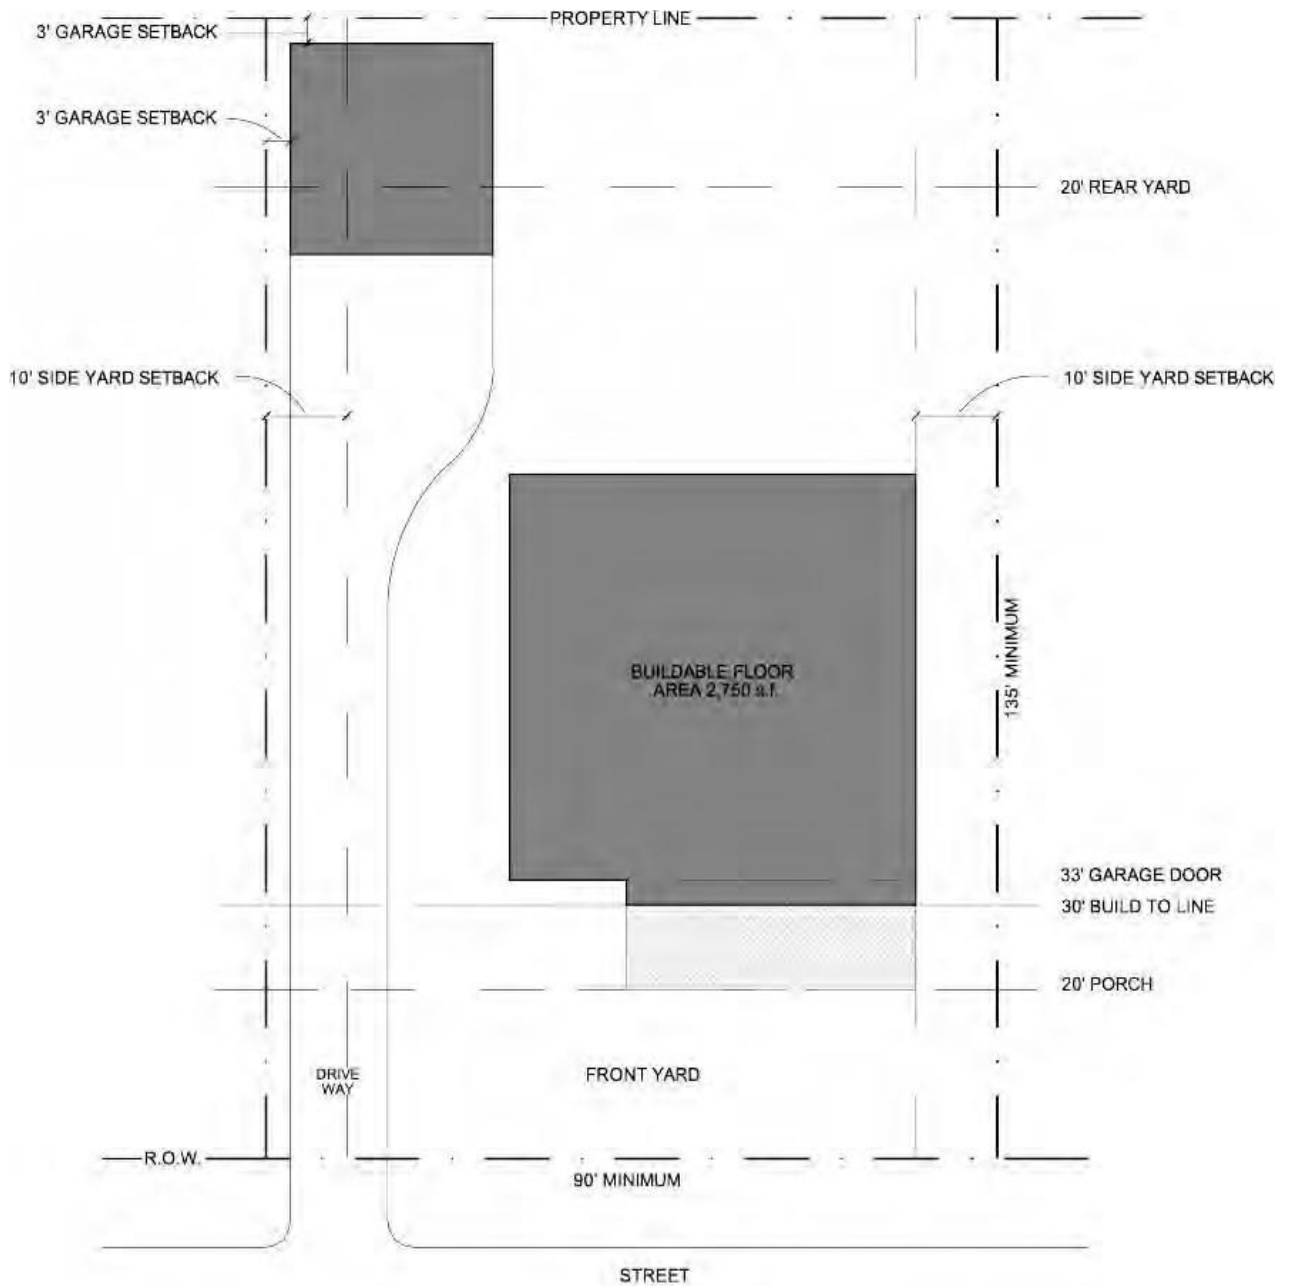 PROPERTY LINE
3' GARAGE SETBACK
3' GARAGE SETBACK
20' REAR YARD
10' SIDE YARD SETBACK
10' SIDE YARD SETBACK
BUILDABLE FLOOR
AREA 2,750 s.f.
135' MINIMUM
33' GARAGE DOOR
30' BUILD TO LINE
20' PORCH
DRIVE
WAY
FRONT YARD
R.O.W.
90' MINIMUM
STREET